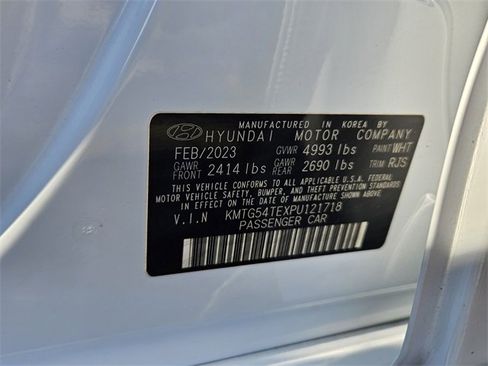 MANUFACTURED IN KOREA BY
HYUNDAI MOTOR COMPANY
FEB/2023 GVWR 4993 lbs PAINT: WHT
GAWR FRONT 2414 lbs GAWR REAR 2690 lbs TRIM: RJS
THIS VEHICLE CONFORMS TO ALL APPLICABLE U.S. FEDERAL
MOTOR VEHICLE SAFETY, BUMPER, AND THEFT PREVENTION
STANDARDS IN EFFECT ON THE DATE OF MANUFACTURE SHOWN ABOVE.
V.I.N KMTG54TEXPU121718
PASSENGER CAR